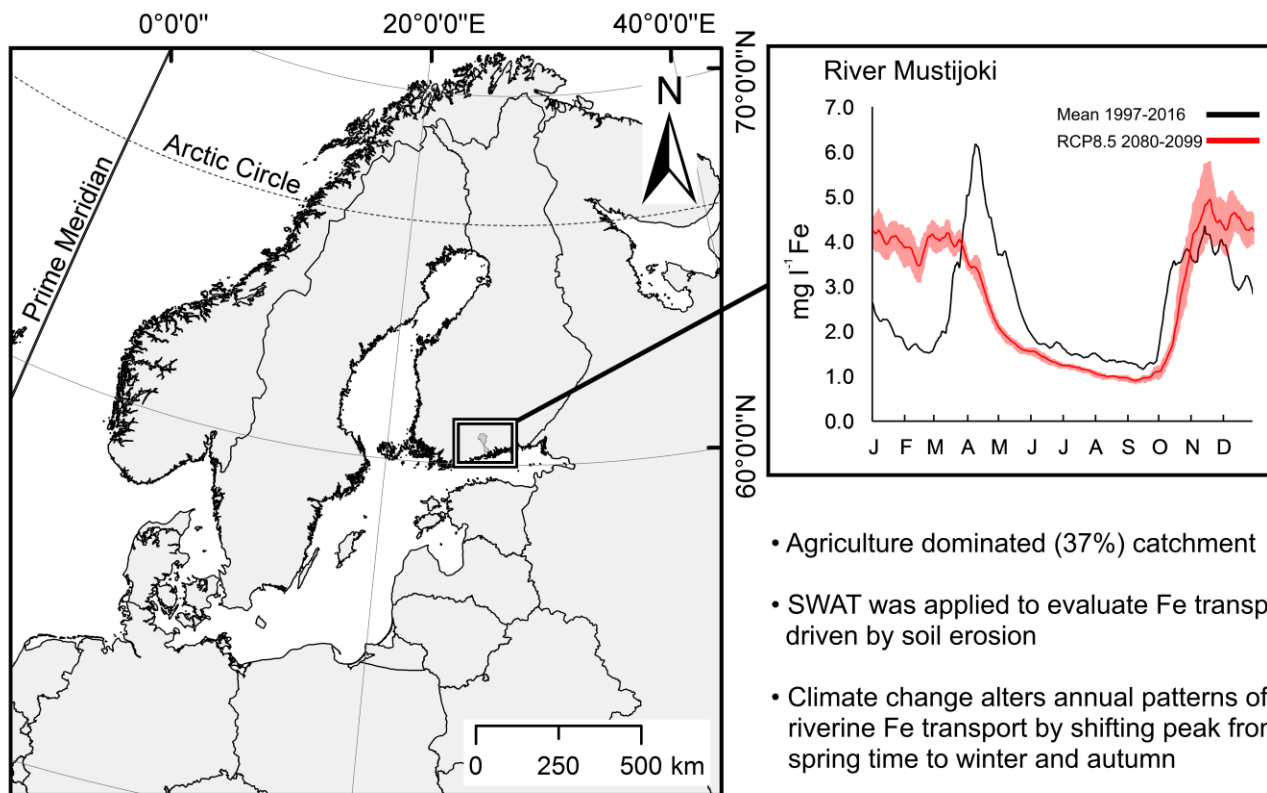 0°0'0"
20°0'0"E
40°0'0"E
70°0'0"N
60°0'0"N
Prime Meridian
Arctic Circle
N
0 250 500 km
River Mustijoki
Mean 1997-2016
RCP8.5 2080-2099
mg l⁻¹ Fe
7.0
6.0
5.0
4.0
3.0
2.0
1.0
0.0
J F M A M J J A S O N D
• Agriculture dominated (37%) catchment
• SWAT was applied to evaluate Fe transp
driven by soil erosion
• Climate change alters annual patterns of
riverine Fe transport by shifting peak fro
spring time to winter and autumn